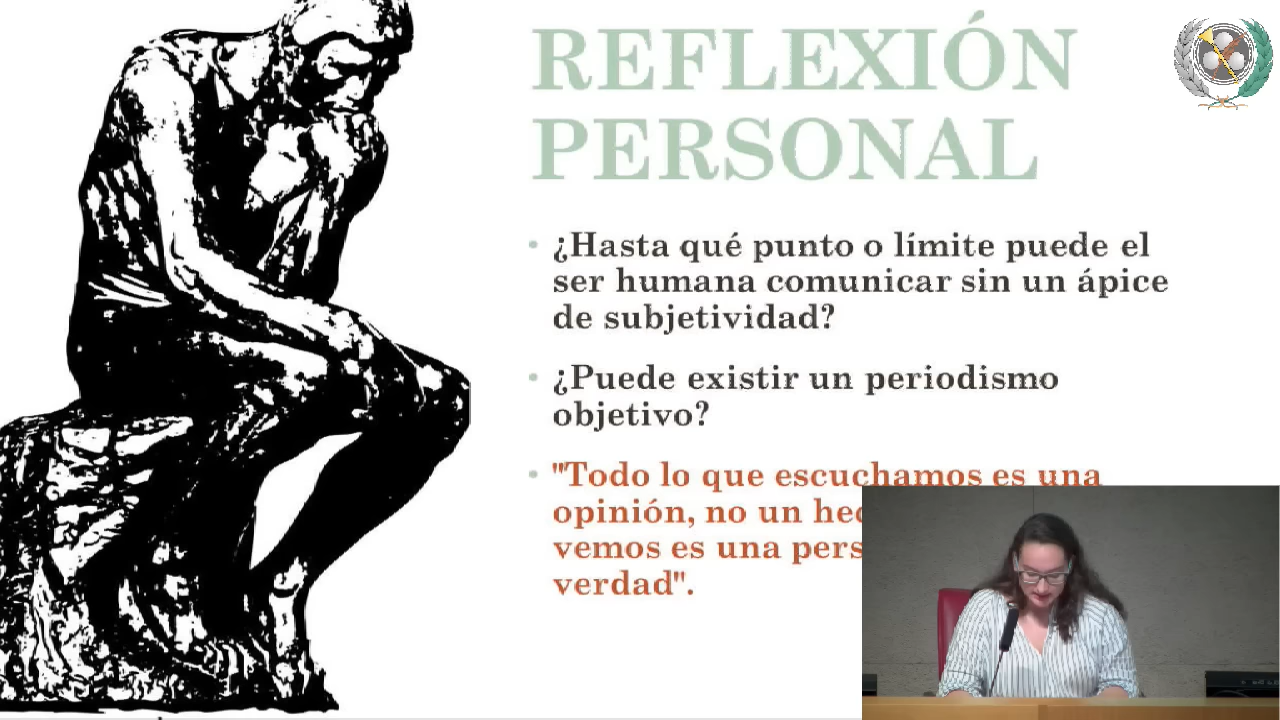 REFLEXIÓN
PERSONAL
• ¿Hasta qué punto o límite puede el
ser humana comunicar sin un ápice
de subjetividad?
• ¿Puede existir un periodismo
objetivo?
• "Todo lo que escuchamos es una
opinión, no un
vemos es una
verdad".